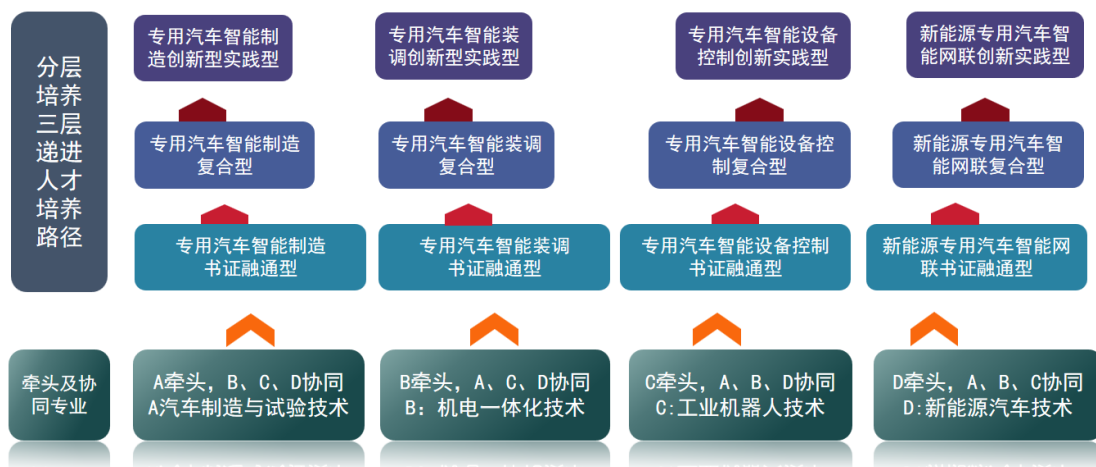 分层
培养
三层
递进
人才
培养
路径
专用汽车智能制
造创新型实践型
专用汽车智能装
调创新型实践型
专用汽车智能设备
控制创新实践型
新能源专用汽车智
能网联创新实践型
专用汽车智能制造
复合型
专用汽车智能装调
复合型
专用汽车智能设备控
制复合型
新能源专用汽车智
能网联复合型
专用汽车智能制造
书证融通型
专用汽车智能装调
书证融通型
专用汽车智能设备控制
书证融通型
新能源专用汽车智能网
联书证融通型
牵头及协
同专业
A牵头，B、C、D协同
A汽车制造与试验技术
B牵头，A、C、D协同
B：机电一体化技术
C牵头，A、B、D协同
C:工业机器人技术
D牵头，A、B、C协同
D:新能源汽车技术